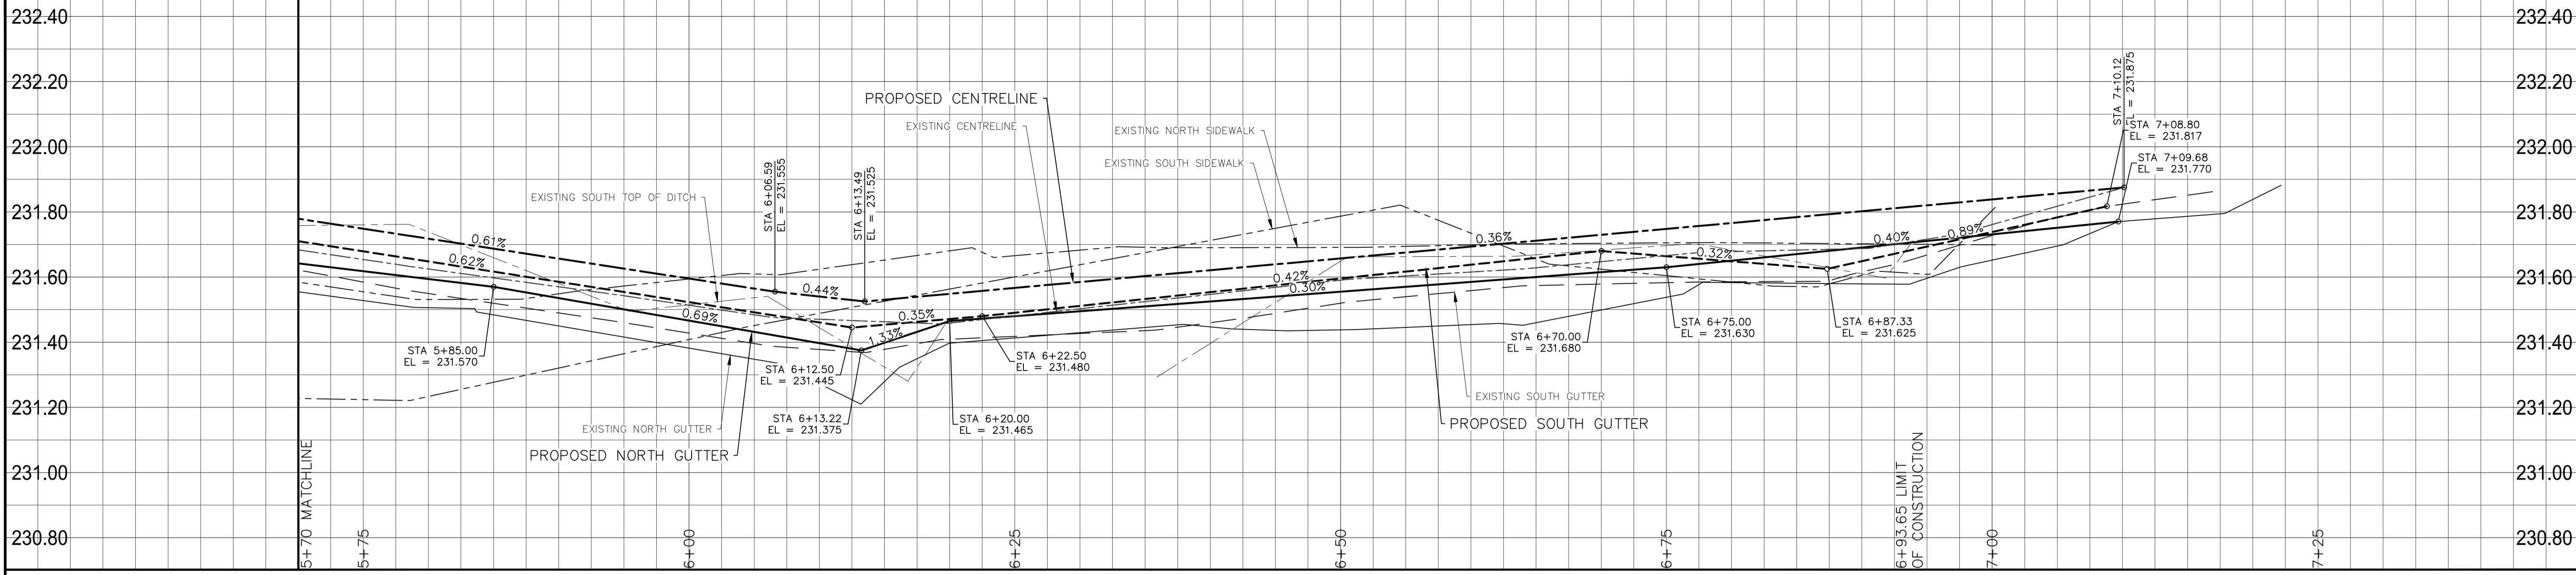 232.40
232.40
232.20
232.20
232.00
232.00
231.80
231.80
231.60
231.60
231.40
231.40
231.20
231.20
231.00
231.00
230.80
230.80
PROPOSED CENTRELINE
EXISTING CENTRELINE
EXISTING NORTH SIDEWALK
EXISTING SOUTH SIDEWALK
EXISTING SOUTH TOP OF DITCH
STA 6+06.59
EL = 231.555
STA 6+13.49
EL = 231.525
STA 7+10.12
EL = 231.875
STA 7+08.80
EL = 231.817
STA 7+09.68
EL = 231.770
0.61%
0.62%
0.44%
0.69%
0.35%
1.33%
0.42%
0.30%
0.36%
0.32%
0.40%
0.89%
STA 5+85.00
EL = 231.570
STA 6+12.50
EL = 231.445
STA 6+13.22
EL = 231.375
STA 6+22.50
EL = 231.480
STA 6+20.00
EL = 231.465
STA 6+70.00
EL = 231.680
STA 6+75.00
EL = 231.630
STA 6+87.33
EL = 231.625
EXISTING SOUTH GUTTER
PROPOSED SOUTH GUTTER
EXISTING NORTH GUTTER
PROPOSED NORTH GUTTER
5+70 MATCHLINE
5+75
6+00
6+25
6+50
6+75
6+93.65 LIMIT
OF CONSTRUCTION
7+00
7+25